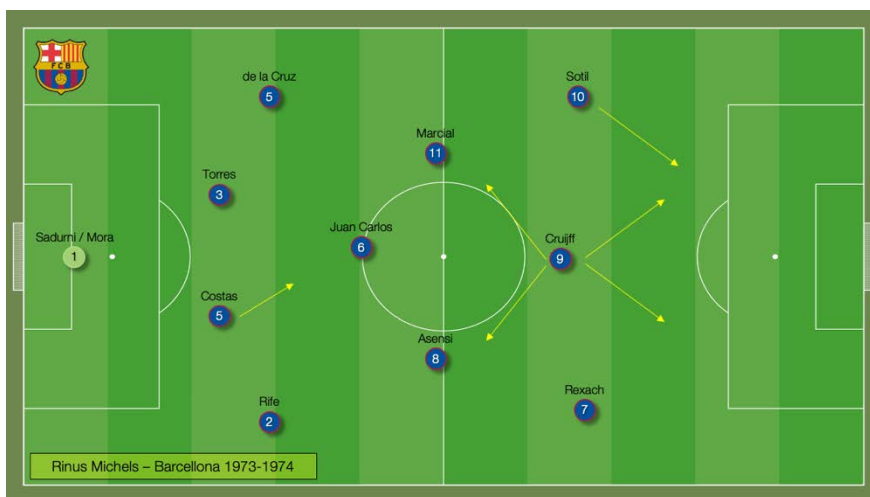 FCB
de la Cruz
5
Sotil
10
Marcial
11
Torres
3
Juan Carlos
6
Sadurni / Mora
1
Cruijff
9
Costas
5
Asensi
8
Rife
2
Rexach
7
Rinus Michels – Barcellona 1973-1974